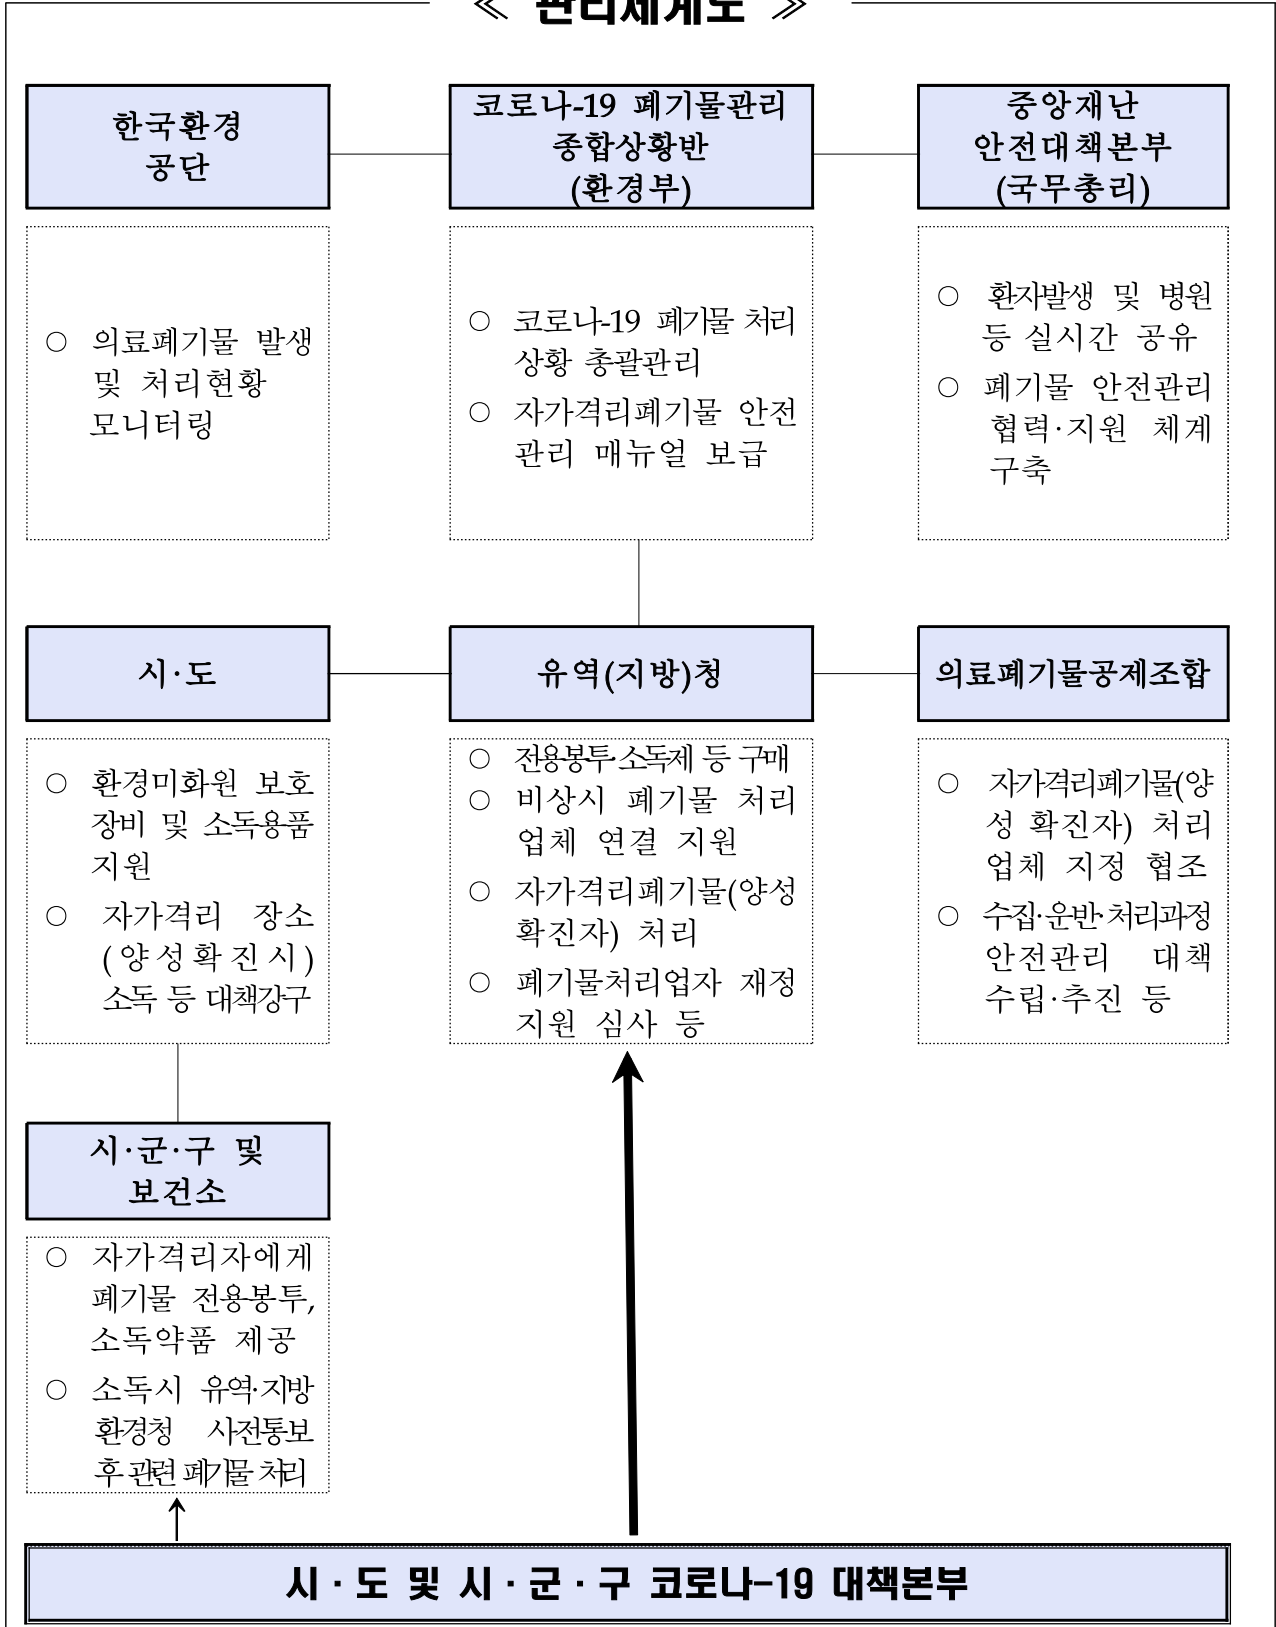 ≪ 관리체계도 ≫
한국환경
공단
코로나-19 폐기물관리
종합상황반
(환경부)
중앙재난
안전대책본부
(국무총리)
○ 의료폐기물 발생
및 처리현황
모니터링
○ 코로나-19 폐기물 처리
상황 총괄관리
○ 자가격리폐기물 안전
관리 매뉴얼 보급
○ 환자발생 및 병원
등 실시간 공유
○ 폐기물 안전관리
협력·지원 체계
구축
시·도
유역(지방)청
의료폐기물공제조합
○ 환경미화원 보호
장비 및 소독용품
지원
○ 자가격리 장소
(양성확진시)
소독 등 대책강구
○ 전용봉투·소독제 등 구매
○ 비상시 폐기물 처리
업체 연결 지원
○ 자가격리폐기물(양성
확진자) 처리
○ 폐기물처리업자 재정
지원 심사 등
○ 자가격리폐기물(양
성 확진자) 처리
업체 지정 협조
○ 수집·운반·처리과정
안전관리 대책
수립·추진 등
시·군·구 및
보건소
○ 자가격리자에게
폐기물 전용봉투,
소독약품 제공
○ 소독시 유역·지방
환경청 사전통보
후 관련 폐기물 처리
시·도 및 시·군·구 코로나-19 대책본부